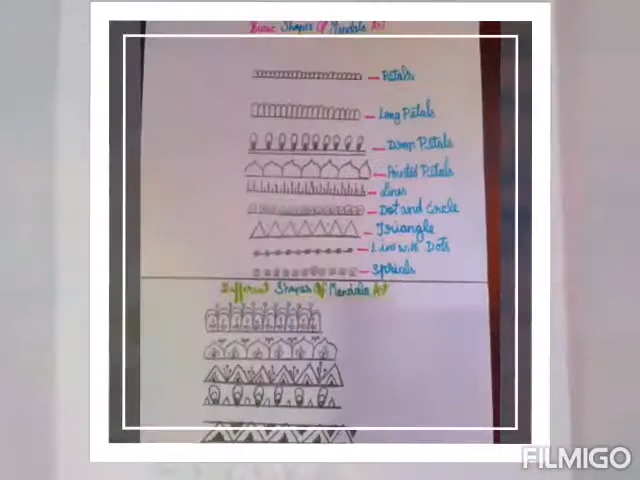 Basic Shapes Of Mandala Art
Petals
Long Petals
Drop Petals
Pointed Petals
Lines
Dot and Circle
Triangle
Line with Dots
Spirals
Different Shapes Of Mandala Art
FILMIGO